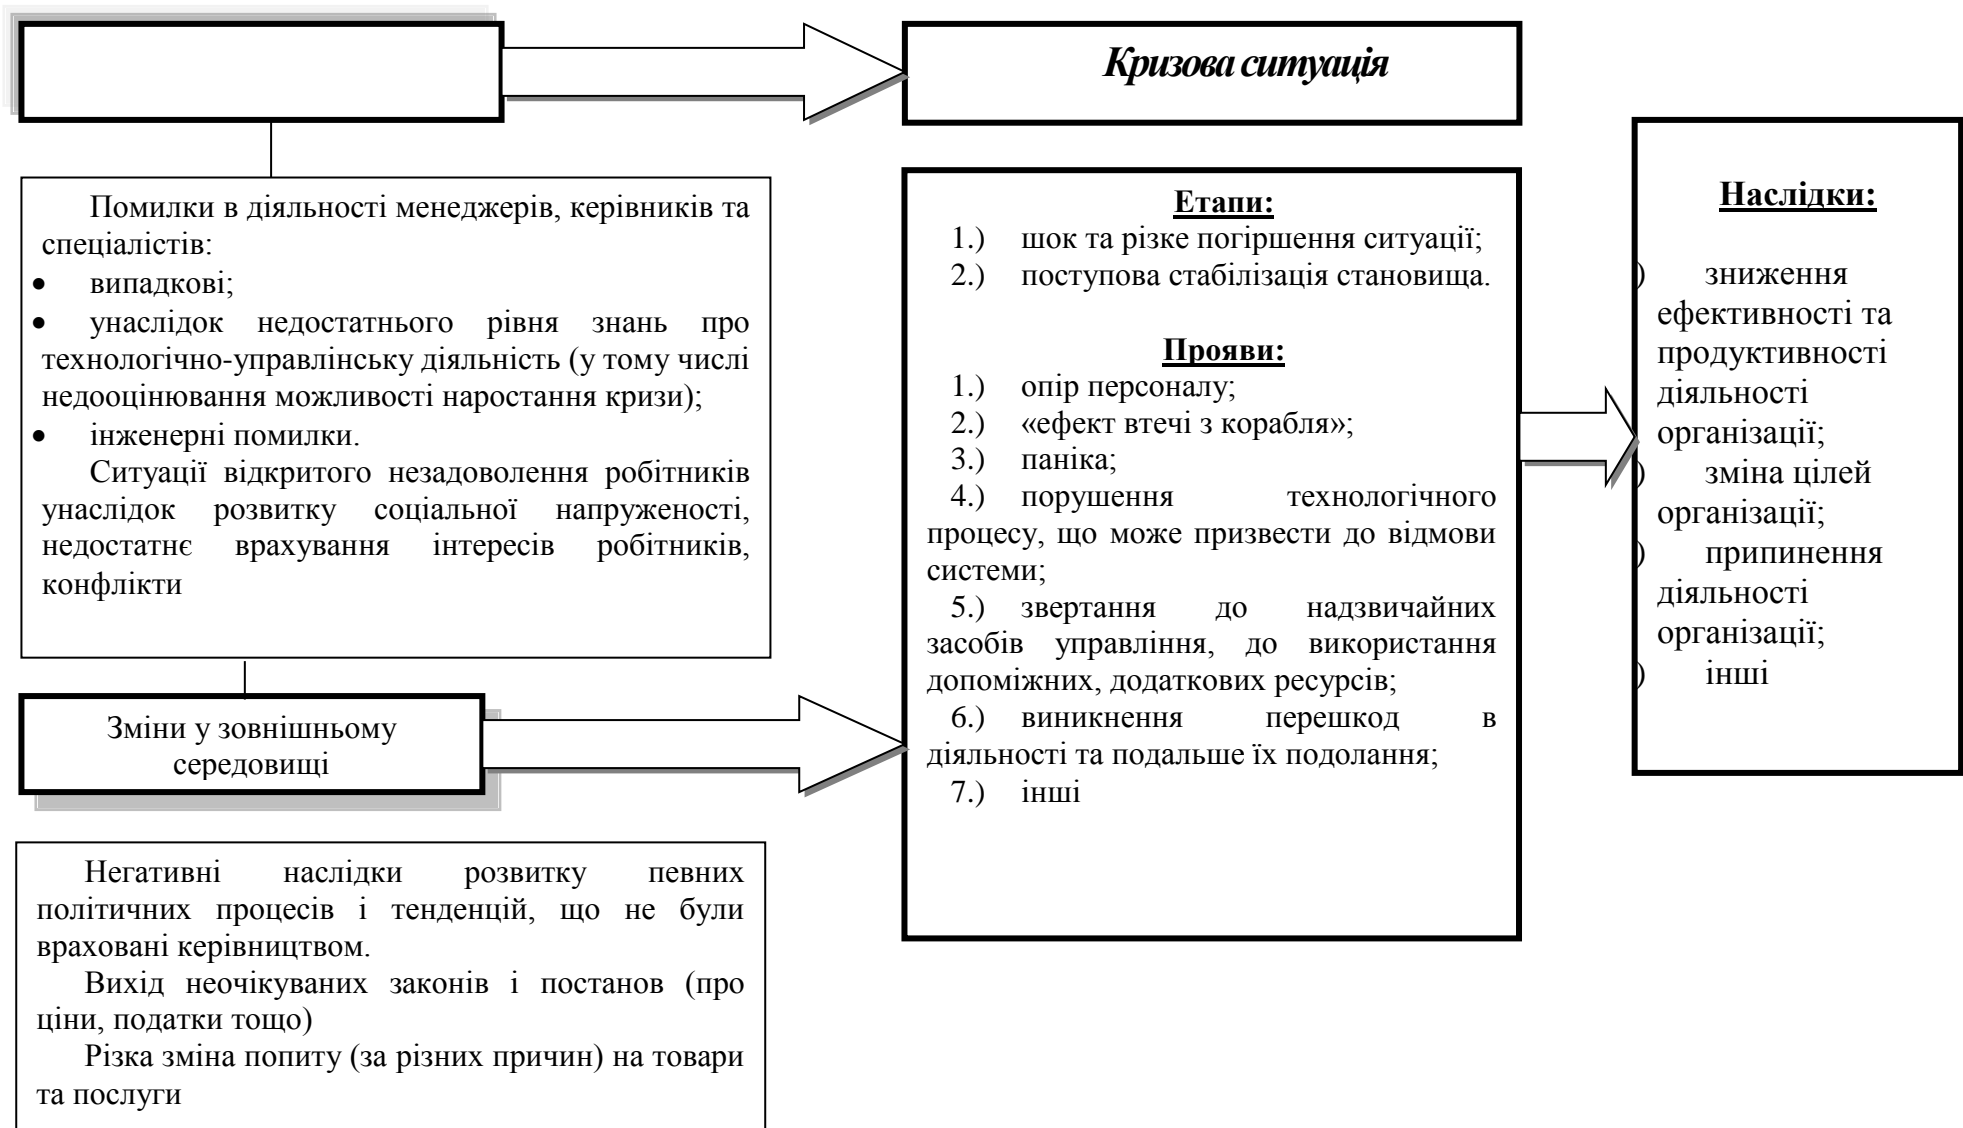 Кризова ситуація
Помилки в діяльності менеджерів, керівників та
спеціалістів:
• випадкові;
• унаслідок недостатнього рівня знань про
технологічно-управлінську діяльність (у тому числі
недооцінювання можливості наростання кризи);
• інженерні помилки.
Ситуації відкритого незадоволення робітників
унаслідок розвитку соціальної напруженості,
недостатнє врахування інтересів робітників,
конфлікти
Зміни у зовнішньому
середовищі
Негативні наслідки розвитку певних
політичних процесів і тенденцій, що не були
враховані керівництвом.
Вихід неочікуваних законів і постанов (про
ціни, податки тощо)
Різка зміна попиту (за різних причин) на товари
та послуги
Етапи:
1.) шок та різке погіршення ситуації;
2.) поступова стабілізація становища.
Прояви:
1.) опір персоналу;
2.) «ефект втечі з корабля»;
3.) паніка;
4.) порушення технологічного
процесу, що може призвести до відмови
системи;
5.) звертання до надзвичайних
засобів управління, до використання
допоміжних, додаткових ресурсів;
6.) виникнення перешкод в
діяльності та подальше їх подолання;
7.) інші
Наслідки:
) зниження
ефективності та
продуктивності
діяльності
організації;
) зміна цілей
організації;
) припинення
діяльності
організації;
) інші